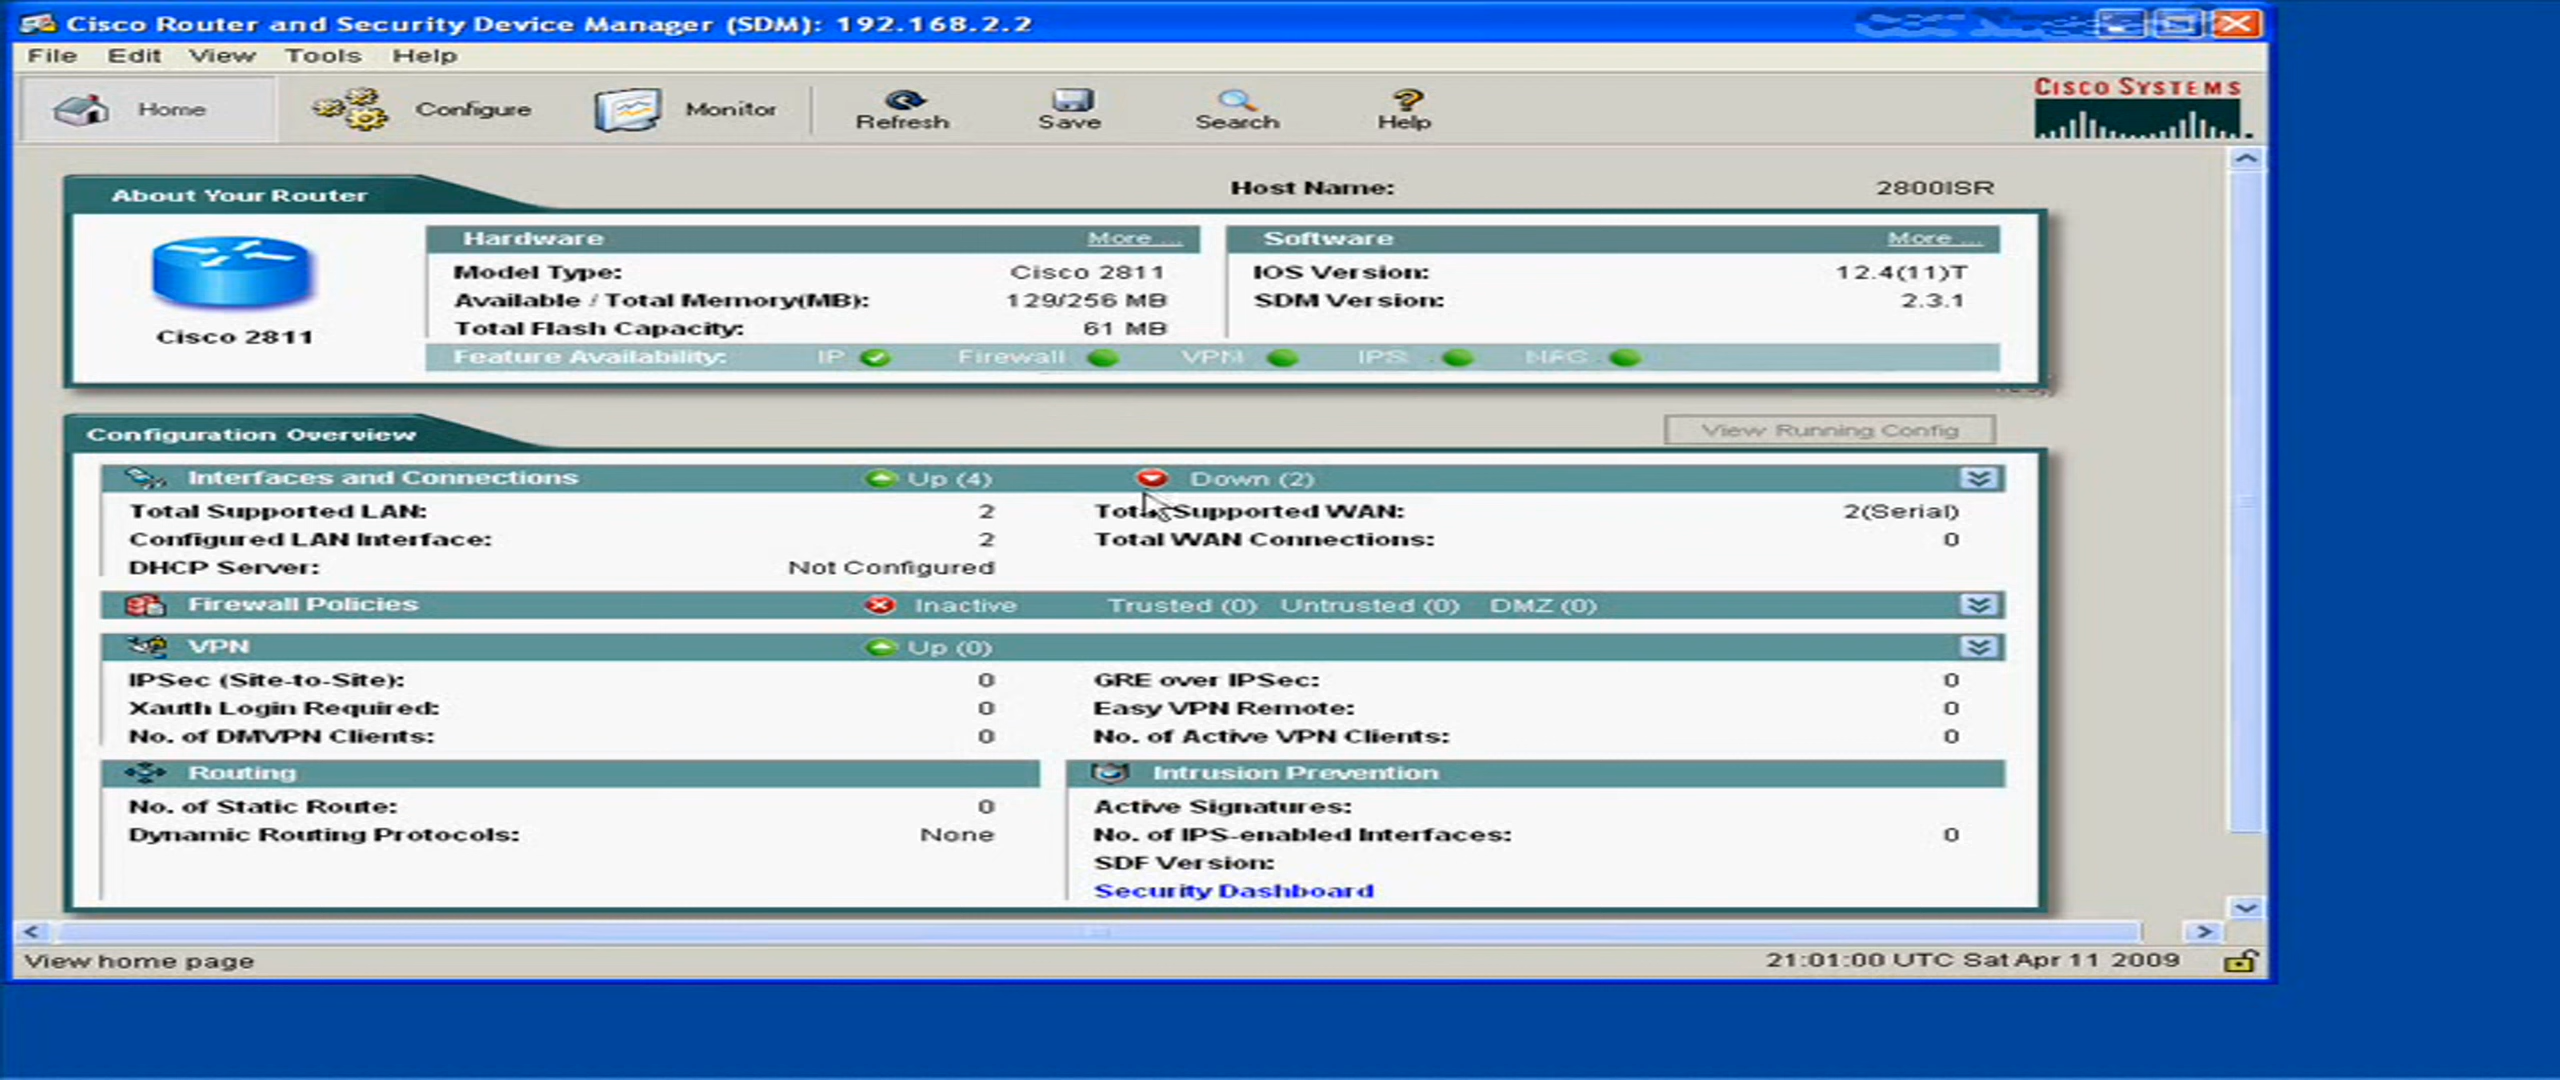 Cisco Router and Security Device Manager (SDM): 192.168.2.2
File Edit View Tools Help
Home Configure Monitor Refresh Save Search Help
CISCO SYSTEMS
About Your Router
Host Name: 2800ISR
Hardware More ... Software More ...
Model Type: Cisco 2811 IOS Version: 12.4(11)T
Available / Total Memory(MB): 129/256 MB SDM Version: 2.3.1
Total Flash Capacity: 61 MB
Cisco 2811
Feature Availability: IP Firewall VPN IPS NAC
Configuration Overview
View Running Config
Interfaces and Connections Up (4) Down (2)
Total Supported LAN: 2 Total Supported WAN: 2(Serial)
Configured LAN Interface: 2 Total WAN Connections: 0
DHCP Server: Not Configured
Firewall Policies Inactive Trusted (0) Untrusted (0) DMZ (0)
VPN Up (0)
IPSec (Site-to-Site): 0 GRE over IPSec: 0
Xauth Login Required: 0 Easy VPN Remote: 0
No. of DMVPN Clients: 0 No. of Active VPN Clients: 0
Routing Intrusion Prevention
No. of Static Route: 0 Active Signatures:
Dynamic Routing Protocols: None No. of IPS-enabled Interfaces: 0
SDF Version:
Security Dashboard
View home page 21:01:00 UTC Sat Apr 11 2009